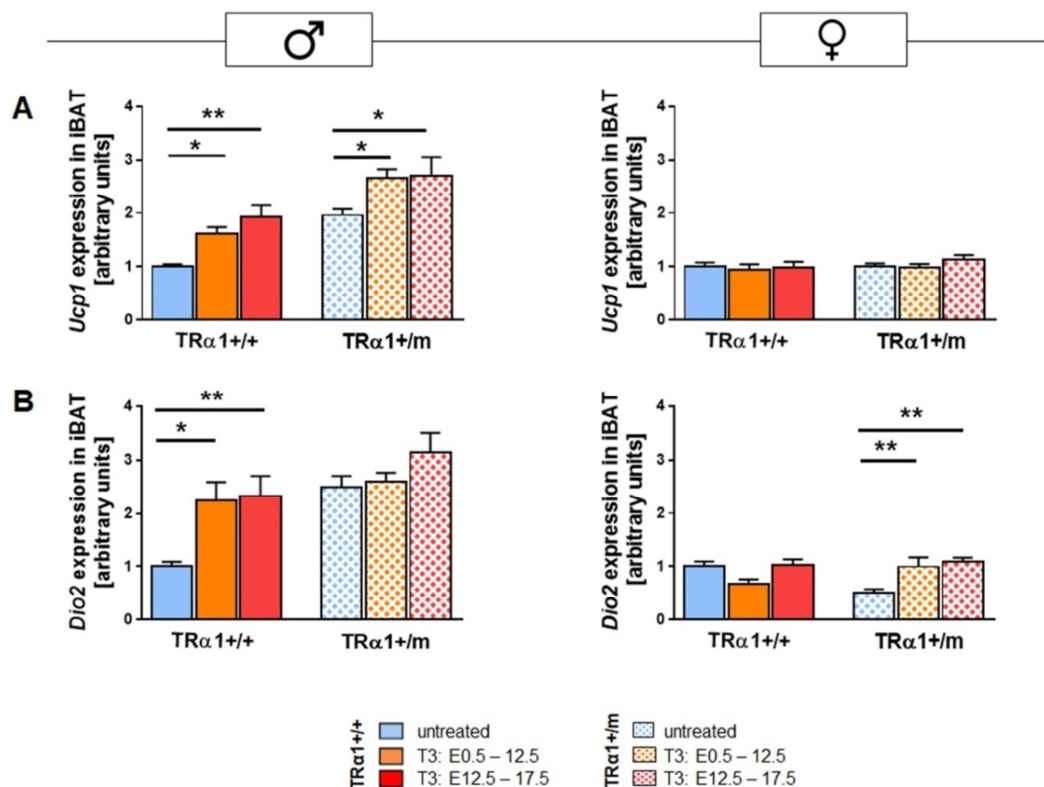 ♂ ♀
A
Ucp1 expression in iBAT
[arbitrary units]
4
3
2
1
0
** * * *
TRα1+/+ TRα1+/m
Ucp1 expression in iBAT
[arbitrary units]
4
3
2
1
0
TRα1+/+ TRα1+/m
B
Dio2 expression in iBAT
[arbitrary units]
4
3
2
1
0
** *
TRα1+/+ TRα1+/m
Dio2 expression in iBAT
[arbitrary units]
4
3
2
1
0
** **
TRα1+/+ TRα1+/m
TRα1+/+
untreated
T3: E0.5 – 12.5
T3: E12.5 – 17.5
TRα1+/m
untreated
T3: E0.5 – 12.5
T3: E12.5 – 17.5